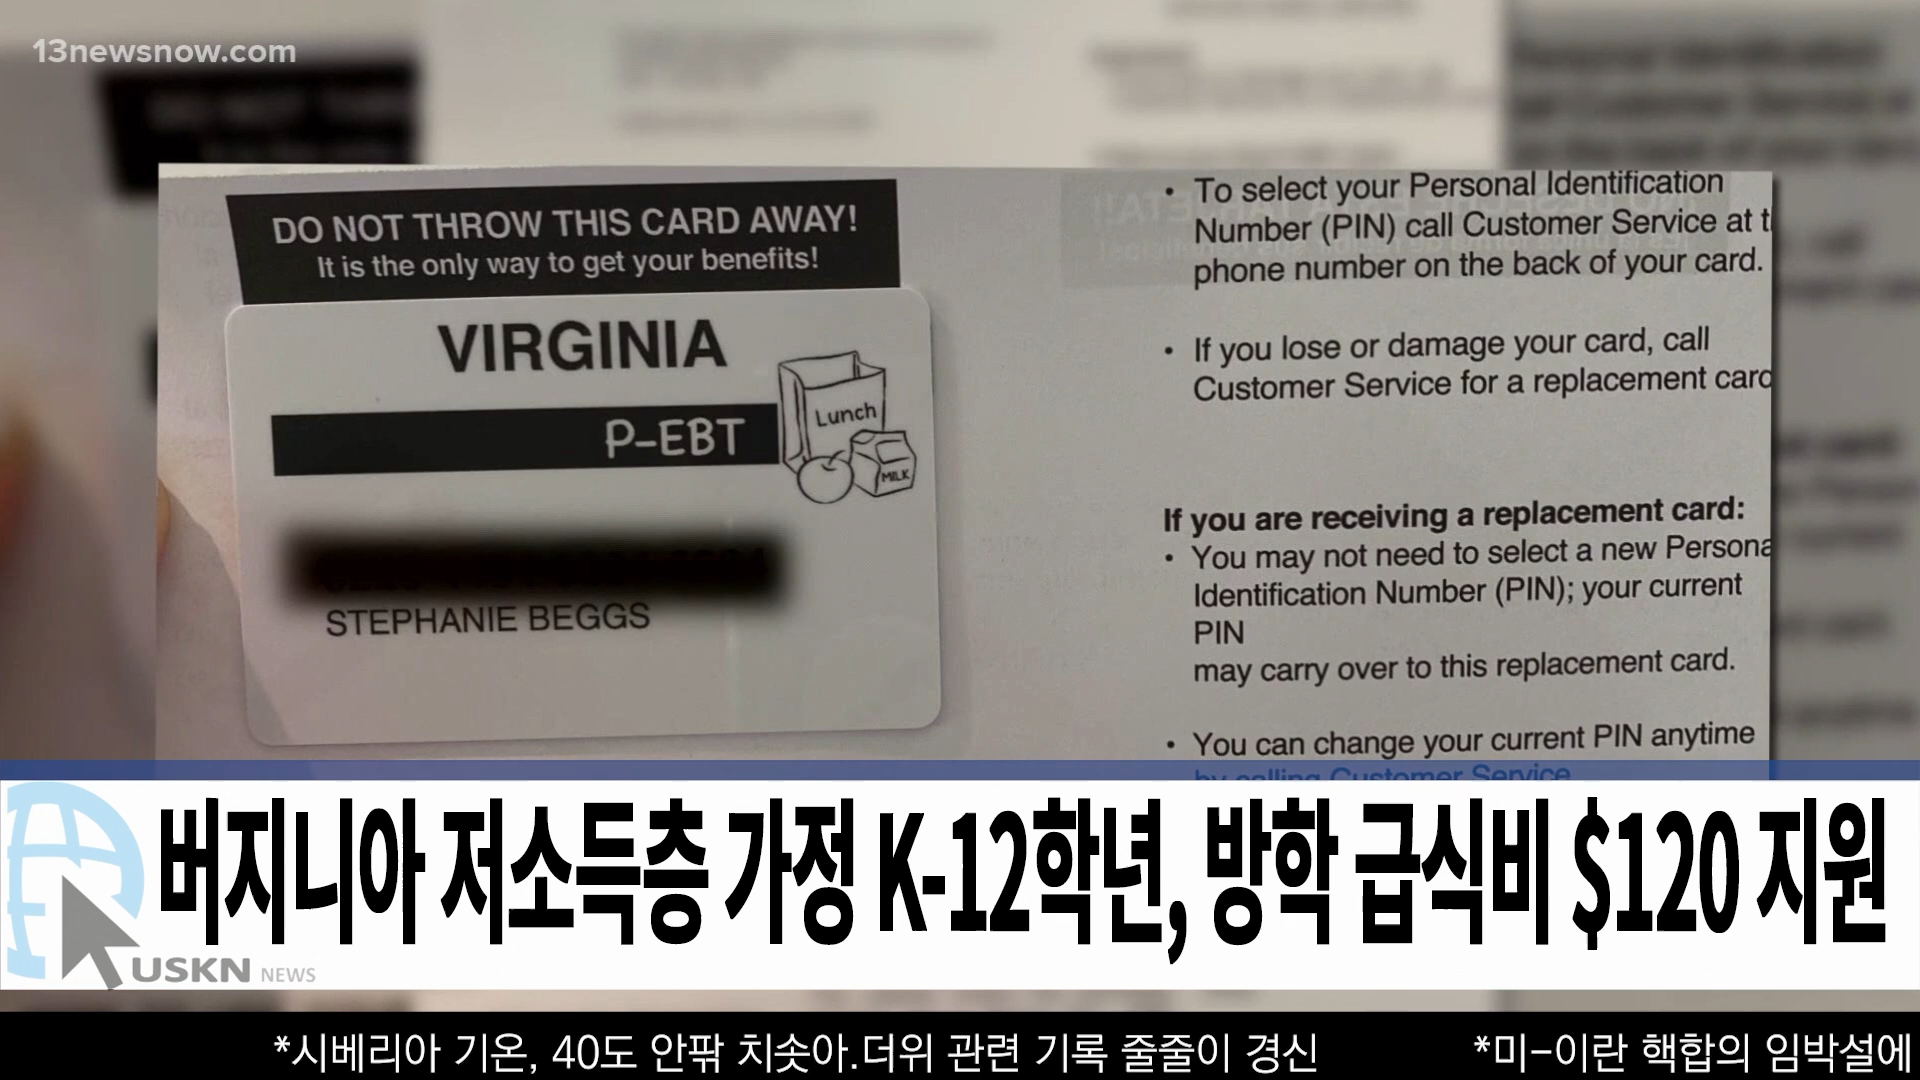 13newsnow.com
DO NOT THROW THIS CARD AWAY!
It is the only way to get your benefits!
VIRGINIA
P-EBT
Lunch
MILK
STEPHANIE BEGGS
• To select your Personal Identification
Number (PIN) call Customer Service at t
phone number on the back of your card.
• If you lose or damage your card, call
Customer Service for a replacement card
If you are receiving a replacement card:
• You may not need to select a new Persona
Identification Number (PIN); your current
PIN
may carry over to this replacement card.
• You can change your current PIN anytime
by calling Customer Service
버지니아 저소득층 가정 K-12학년, 방학 급식비 $120 지원
USKN NEWS
*시베리아 기온, 40도 안팎 치솟아.더위 관련 기록 줄줄이 경신 *미-이란 핵합의 임박설에